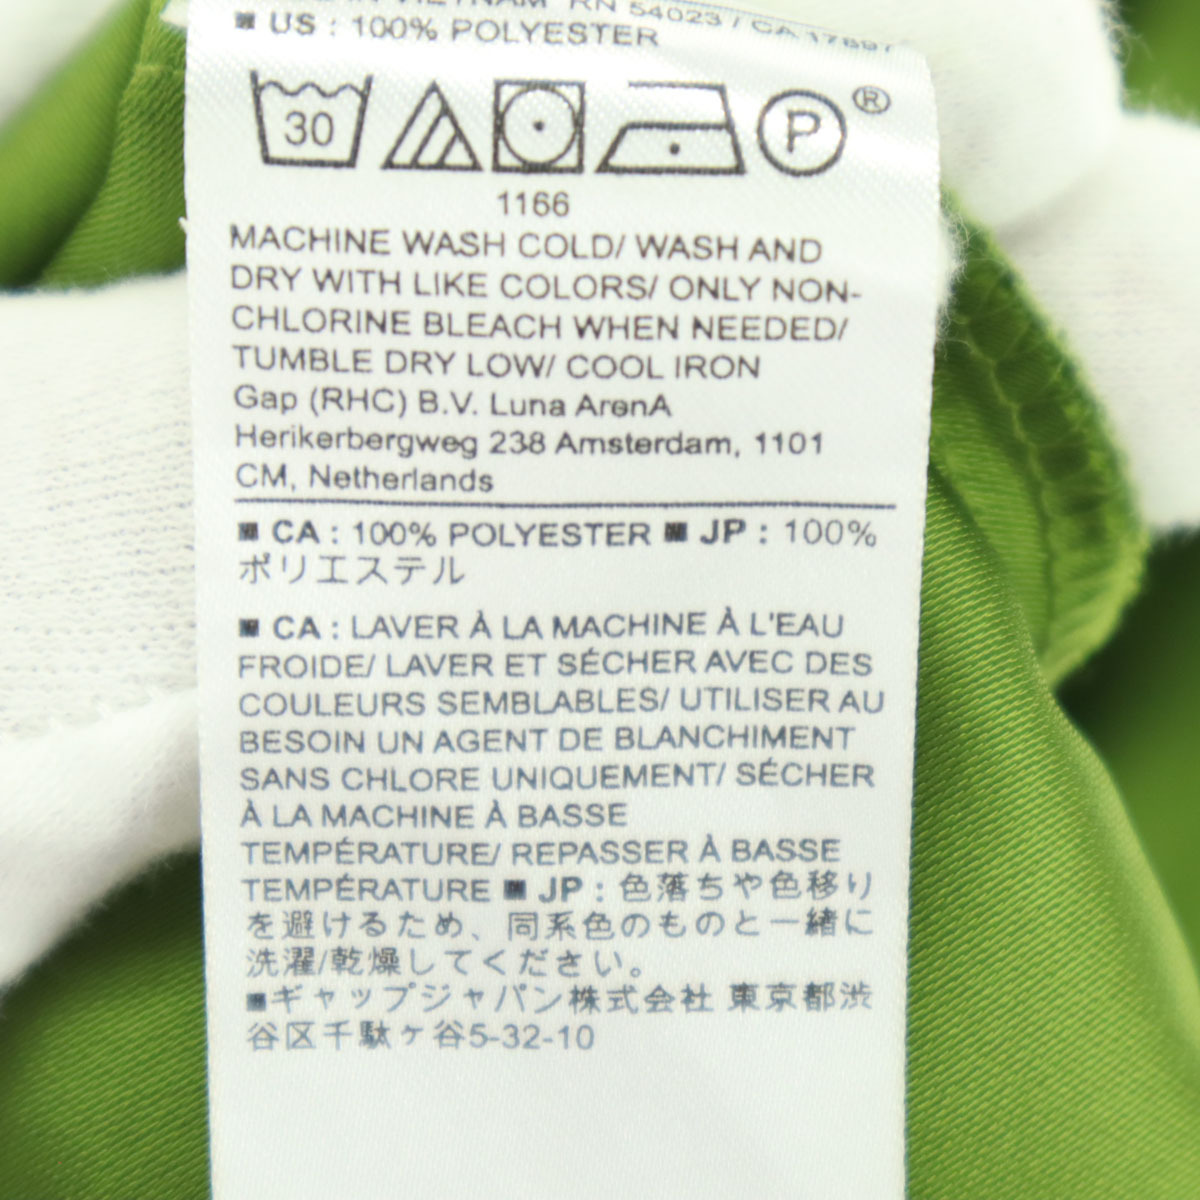 VIETNAM RN 54023 / CA 17897
■ US : 100% POLYESTER
30 P ®
1166
MACHINE WASH COLD/ WASH AND
DRY WITH LIKE COLORS/ ONLY NON-
CHLORINE BLEACH WHEN NEEDED/
TUMBLE DRY LOW/ COOL IRON
Gap (RHC) B.V. Luna ArenA
Herikerbergweg 238 Amsterdam, 1101
CM, Netherlands
■ CA : 100% POLYESTER ■ JP : 100%
ポリエステル
■ CA : LAVER À LA MACHINE À L'EAU
FROIDE/ LAVER ET SÉCHER AVEC DES
COULEURS SEMBLABLES/ UTILISER AU
BESOIN UN AGENT DE BLANCHIMENT
SANS CHLORE UNIQUEMENT/ SÉCHER
À LA MACHINE À BASSE
TEMPÉRATURE/ REPASSER À BASSE
TEMPÉRATURE ■ JP : 色落ちや色移り
を避けるため、同系色のものと一緒に
洗濯/乾燥してください。
■ギャップジャパン株式会社 東京都渋
谷区千駄ヶ谷5-32-10